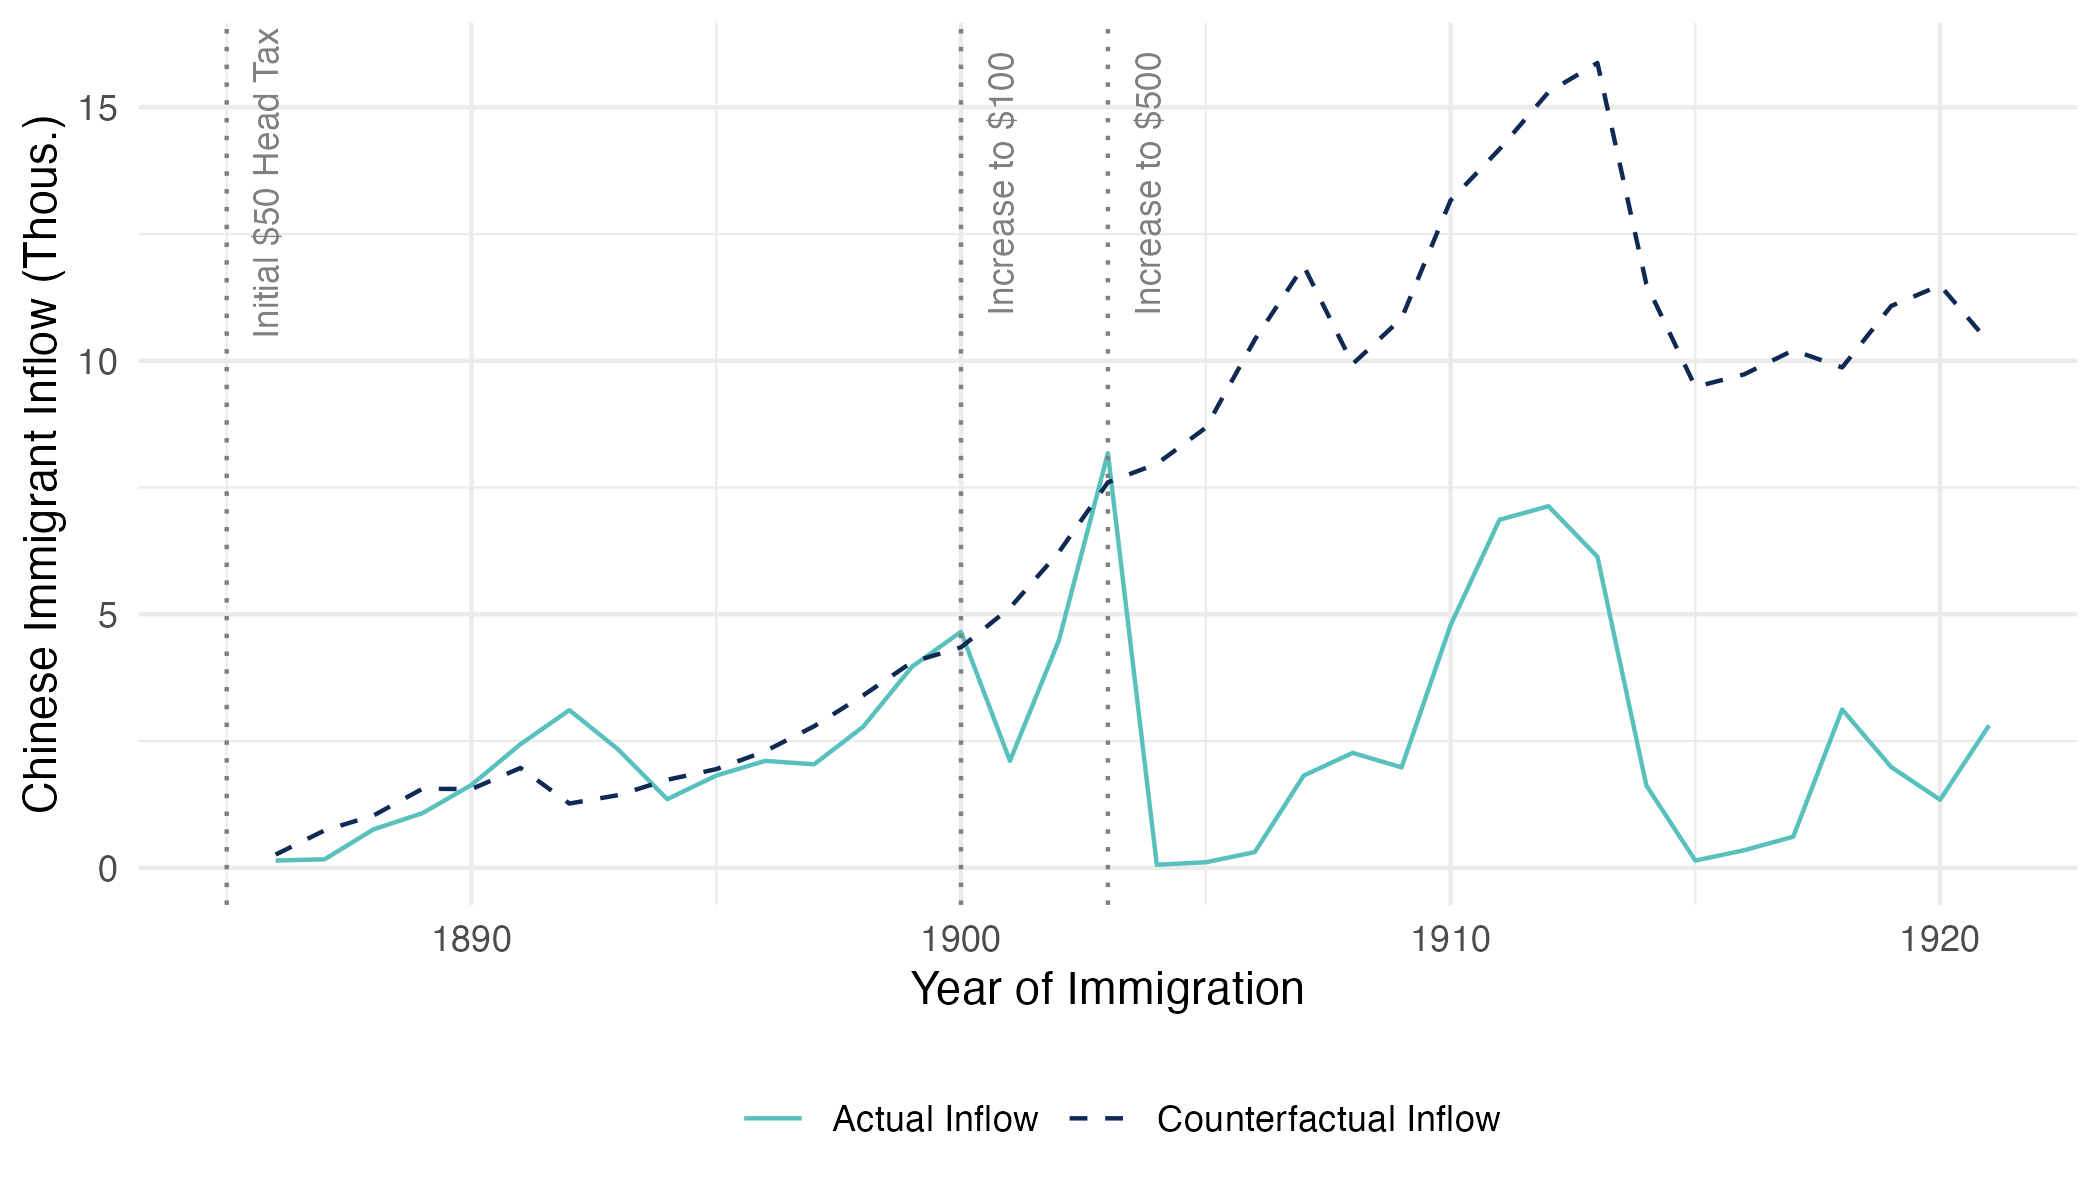 Chinese Immigrant Inflow (Thous.)
15
10
5
0
Initial $50 Head Tax
Increase to $100
Increase to $500
1890
1900
1910
1920
Year of Immigration
Actual Inflow
Counterfactual Inflow